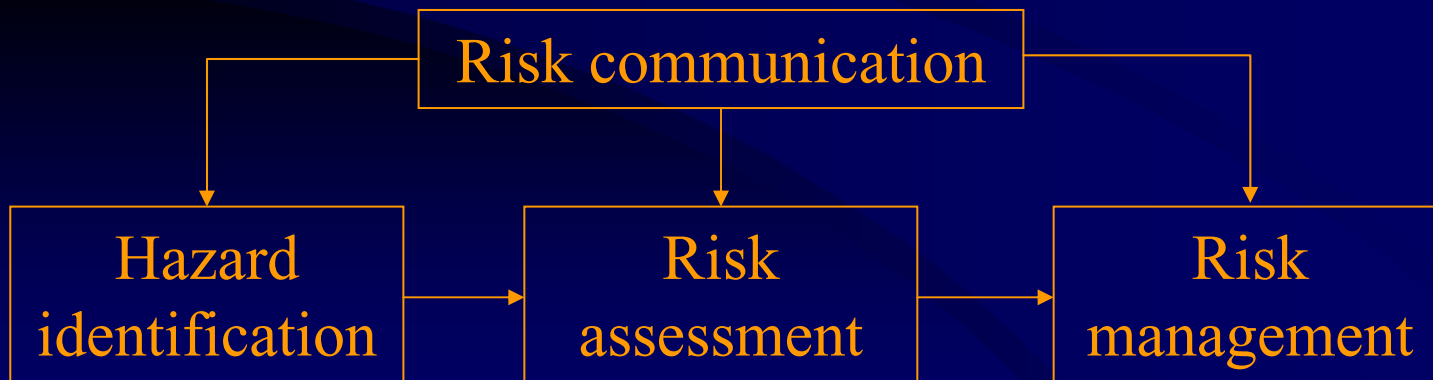 Risk communication
Hazard
identification
Risk
assessment
Risk
management